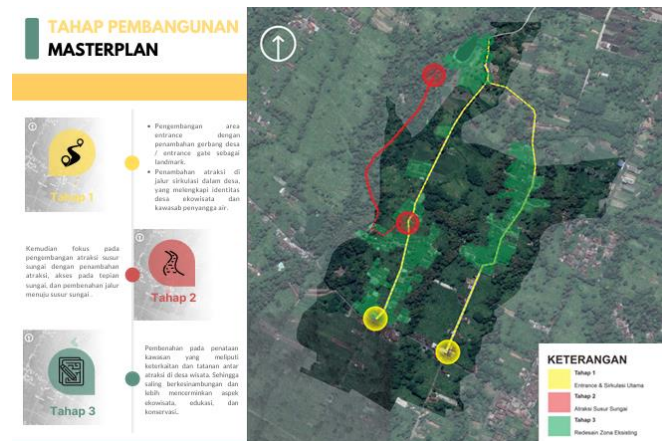 TAHAP PEMBANGUNAN
MASTERPLAN
Tahap 1
• Pengembangan area
entrance dengan
penambahan gerbang desa
/ entrance gate sebagai
landmark.
• Penambahan atraksi di
jalur sirkulasi dalam desa,
yang melengkapi identitas
desa ekowisata dan
kawasab penyangga air.
Kemudian fokus pada
pengembangan atraksi susur
sungai dengan penambahan
atraksi, akses pada tepian
sungai, dan pembenahan jalur
menuju susur sungai.
Tahap 2
Tahap 3
Pembenahan pada penataan
kawasan yang meliputi
keterkaitan dan tatanan antar
atraksi di desa wisata. Sehingga
saling berkesinambungan dan
lebih mencerminkan aspek
ekowisata, edukasi, dan
konservasi.
KETERANGAN
Tahap 1
Entrance & Sirkulasi Utama
Tahap 2
Atraksi Susur Sungai
Tahap 3
Redesain Zona Eksisting